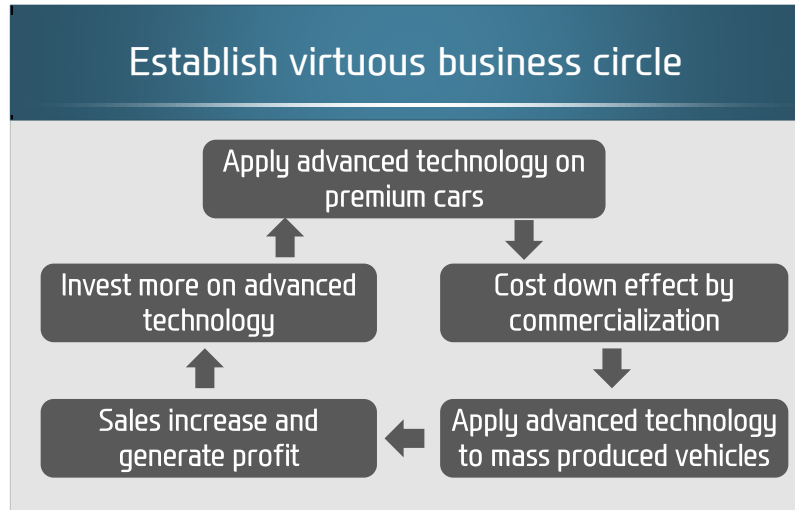 Establish virtuous business circle
Apply advanced technology on
premium cars
Cost down effect by
commercialization
Apply advanced technology
to mass produced vehicles
Sales increase and
generate profit
Invest more on advanced
technology